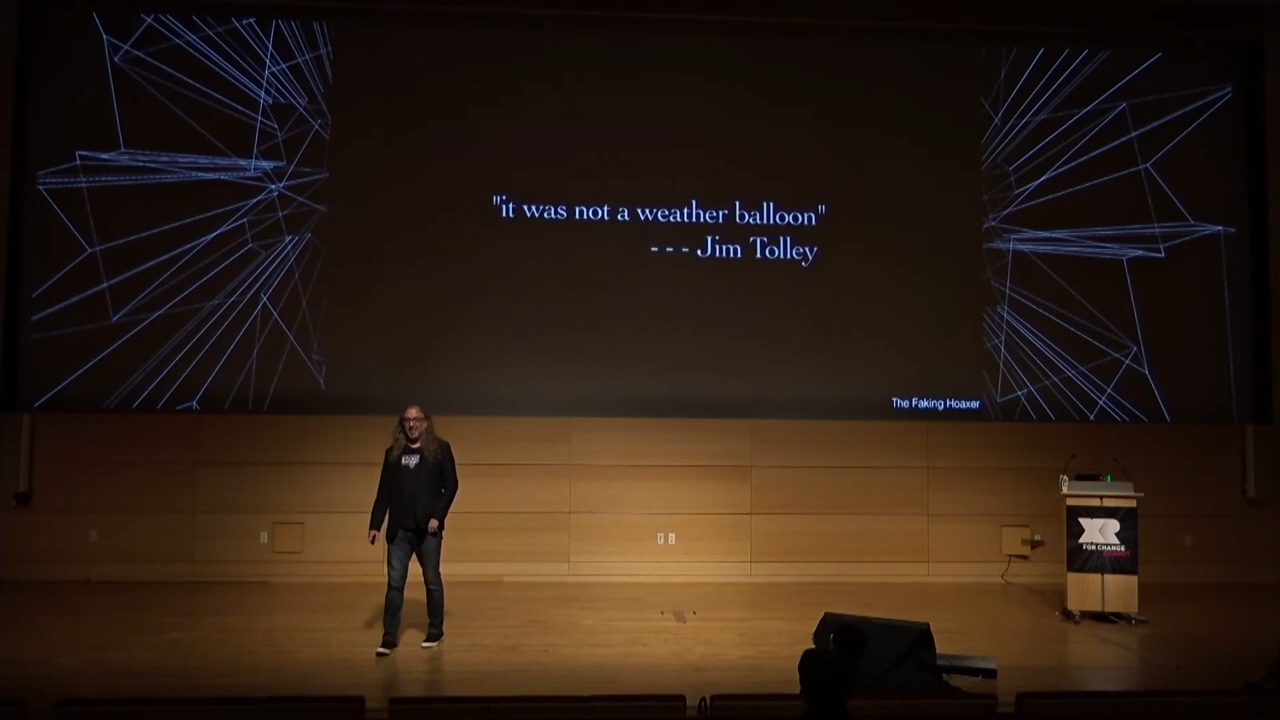 "it was not a weather balloon"
--- Jim Tolley
The Faking Hoaxer
XR
FOR CHANGE